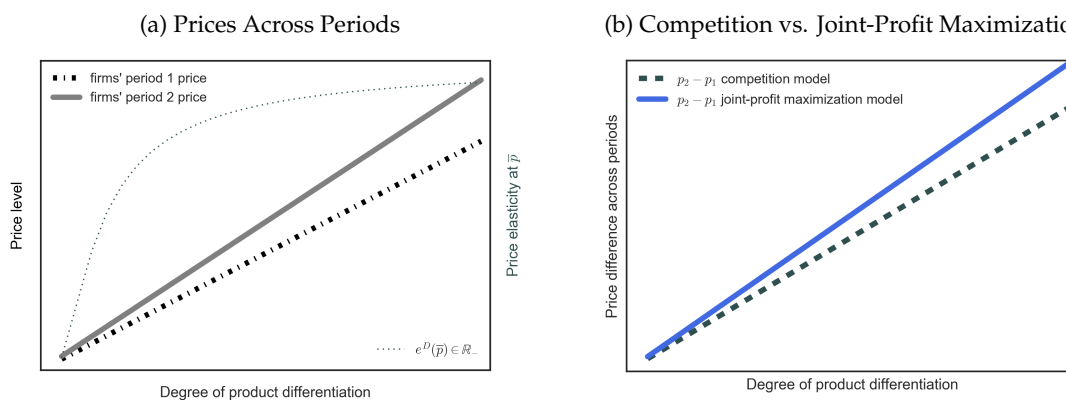 (a) Prices Across Periods
firms' period 1 price
firms' period 2 price
Price level
Price elasticity at p̅
e^D(p̅) ∈ ℝ_
Degree of product differentiation
(b) Competition vs. Joint-Profit Maximizatio
p₂ − p₁ competition model
p₂ − p₁ joint-profit maximization model
Price difference across periods
Degree of product differentiation